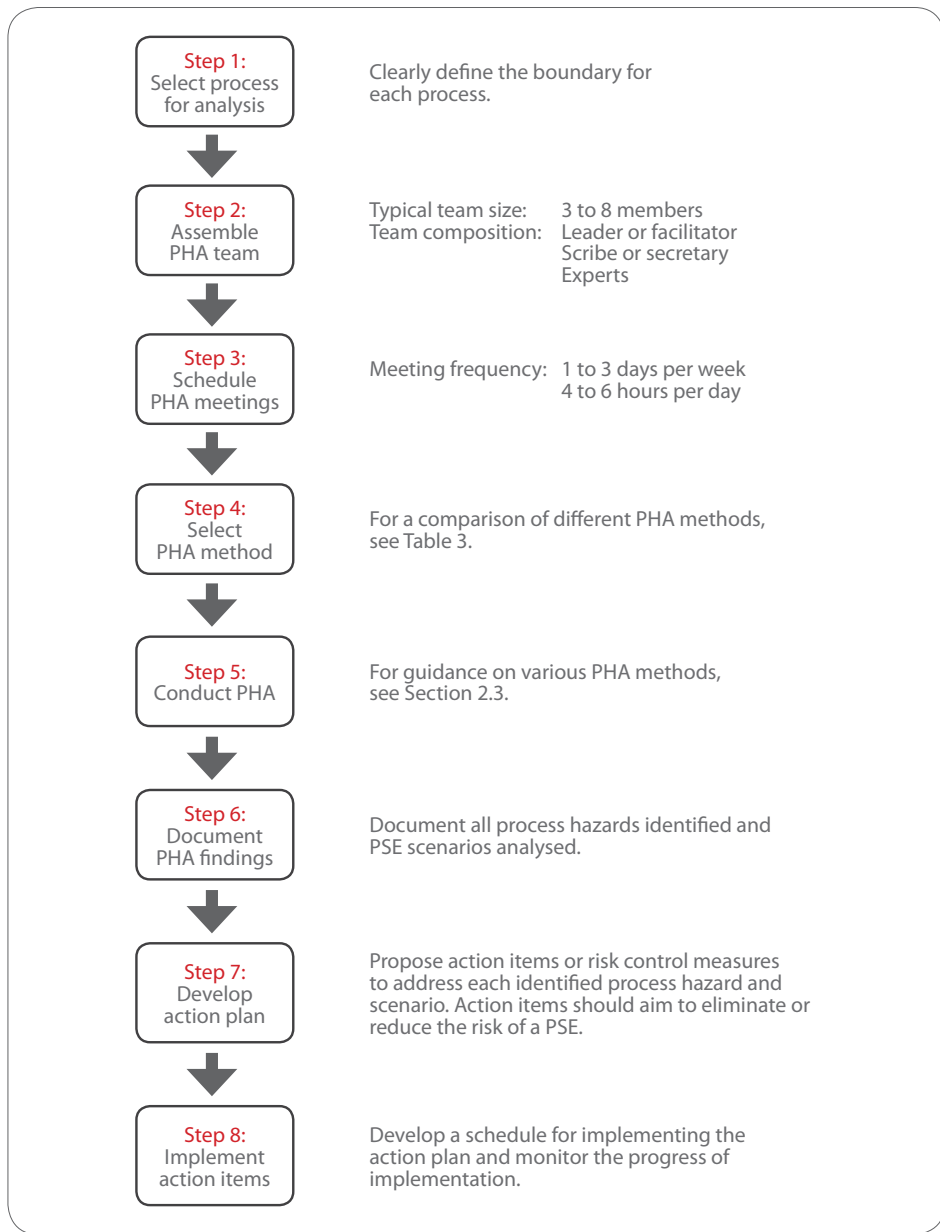 Step 1:
Select process
for analysis
Clearly define the boundary for
each process.
Step 2:
Assemble
PHA team
Typical team size: 3 to 8 members
Team composition: Leader or facilitator
Scribe or secretary
Experts
Step 3:
Schedule
PHA meetings
Meeting frequency: 1 to 3 days per week
4 to 6 hours per day
Step 4:
Select
PHA method
For a comparison of different PHA methods,
see Table 3.
Step 5:
Conduct PHA
For guidance on various PHA methods,
see Section 2.3.
Step 6:
Document
PHA findings
Document all process hazards identified and
PSE scenarios analysed.
Step 7:
Develop
action plan
Propose action items or risk control measures
to address each identified process hazard and
scenario. Action items should aim to eliminate or
reduce the risk of a PSE.
Step 8:
Implement
action items
Develop a schedule for implementing the
action plan and monitor the progress of
implementation.